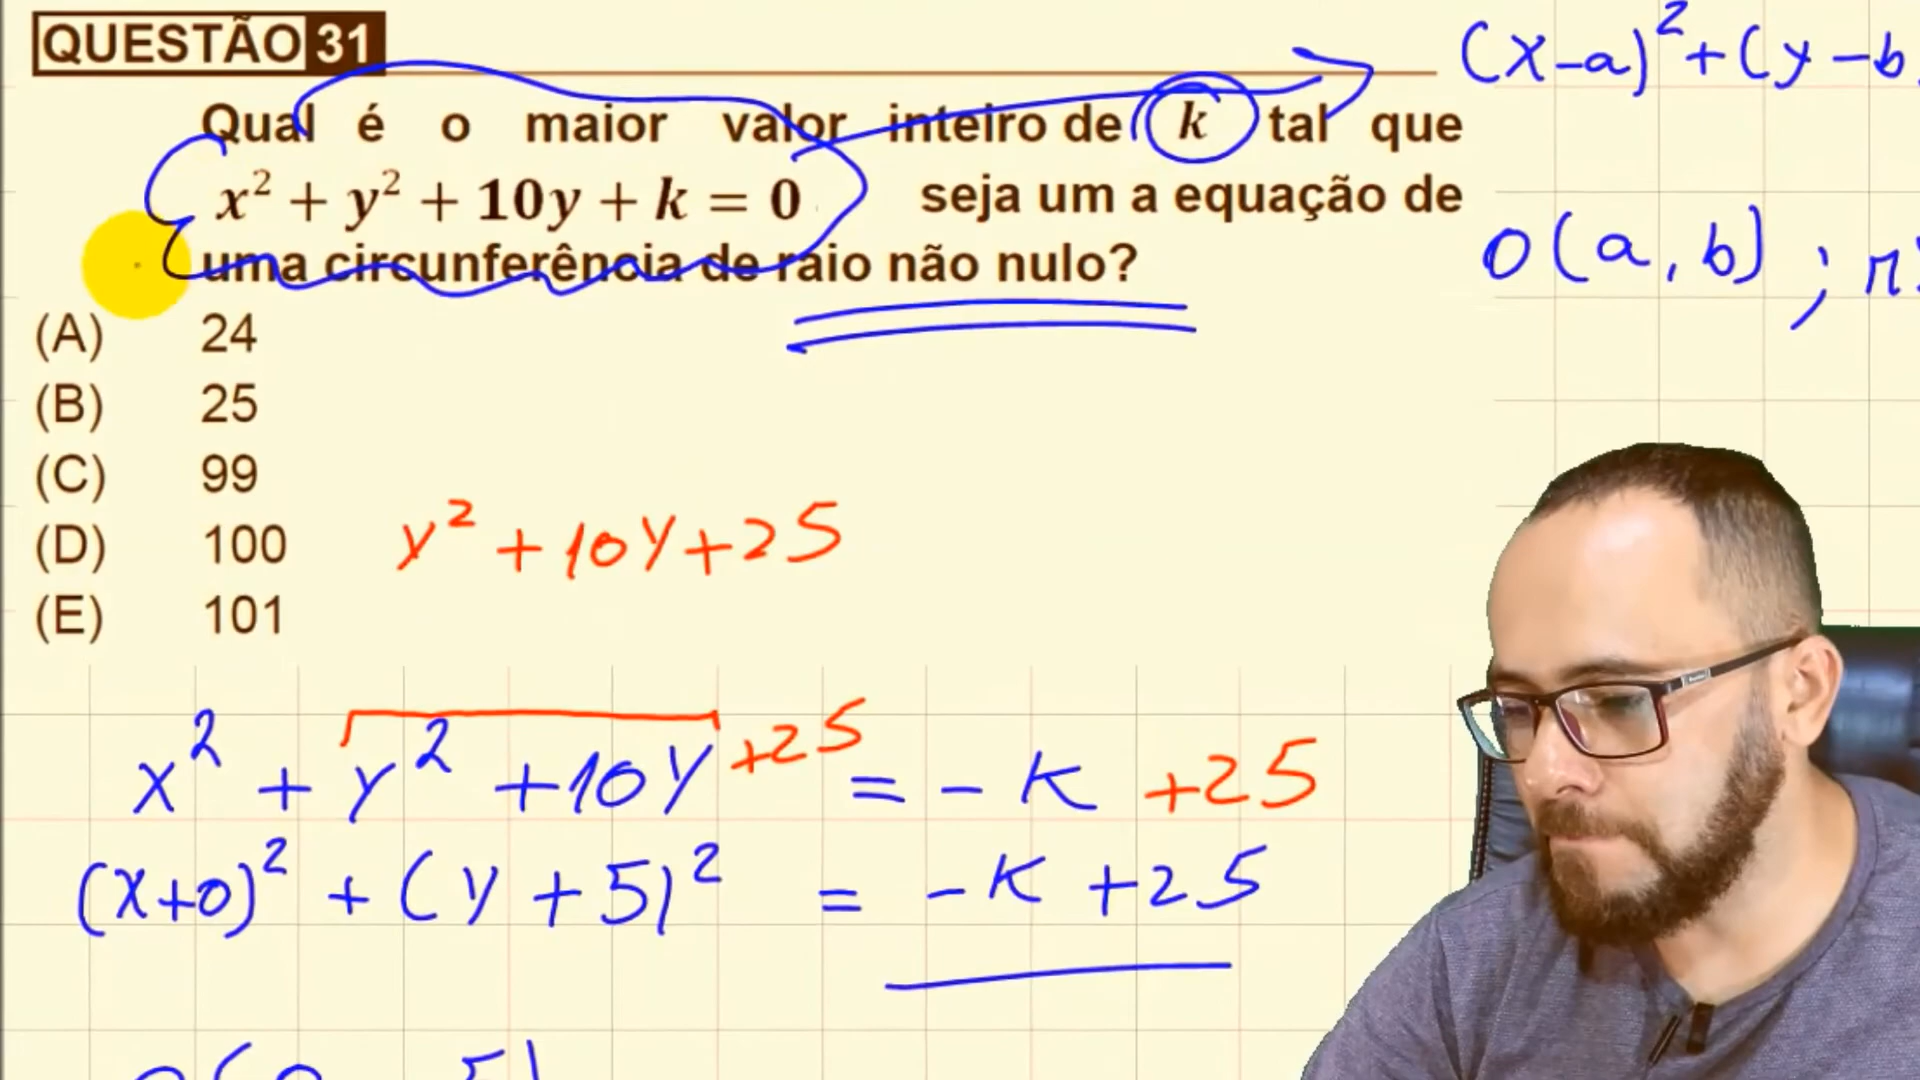 QUESTÃO 31
Qual é o maior valor inteiro de k tal que
x² + y² + 10y + k = 0 seja um a equação de
uma circunferência de raio não nulo?
(A) 24
(B) 25
(C) 99
(D) 100
(E) 101
(x-a)²+(y-b
O(a,b) ;
y² + 10y + 25
x² + y² + 10y +25 = -k +25
(x+0)² + (y+5)² = -k +25